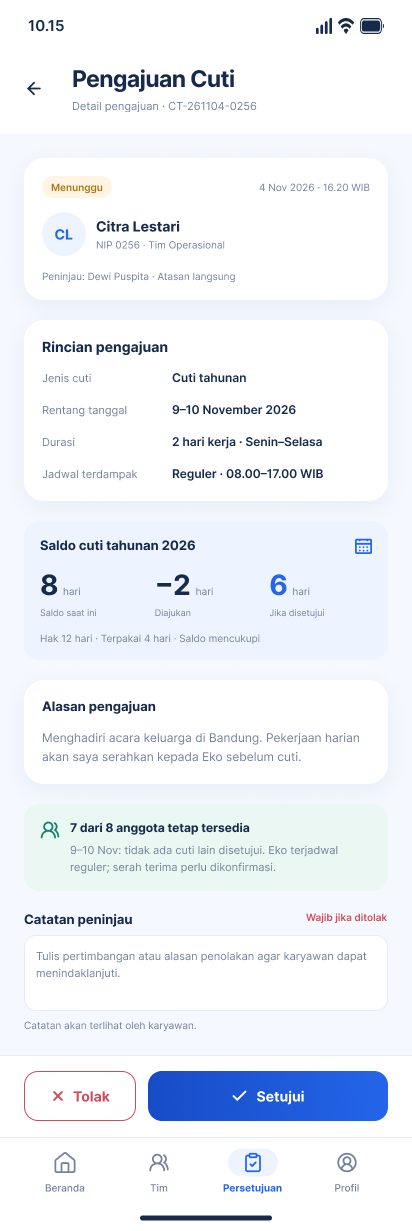 10.15
Pengajuan Cuti
Detail pengajuan · CT-261104-0256
Menunggu
4 Nov 2026 · 16.20 WIB
CL
Citra Lestari
NIP 0256 · Tim Operasional
Peninjau: Dewi Puspita · Atasan langsung
Rincian pengajuan
Jenis cuti Cuti tahunan
Rentang tanggal 9–10 November 2026
Durasi 2 hari kerja · Senin–Selasa
Jadwal terdampak Reguler · 08.00–17.00 WIB
Saldo cuti tahunan 2026
8 hari −2 hari 6 hari
Saldo saat ini Diajukan Jika disetujui
Hak 12 hari · Terpakai 4 hari · Saldo mencukupi
Alasan pengajuan
Menghadiri acara keluarga di Bandung. Pekerjaan harian
akan saya serahkan kepada Eko sebelum cuti.
7 dari 8 anggota tetap tersedia
9–10 Nov: tidak ada cuti lain disetujui. Eko terjadwal
reguler; serah terima perlu dikonfirmasi.
Catatan peninjau Wajib jika ditolak
Tulis pertimbangan atau alasan penolakan agar karyawan dapat
menindaklanjuti.
Catatan akan terlihat oleh karyawan.
Tolak Setujui
Beranda Tim Persetujuan Profil